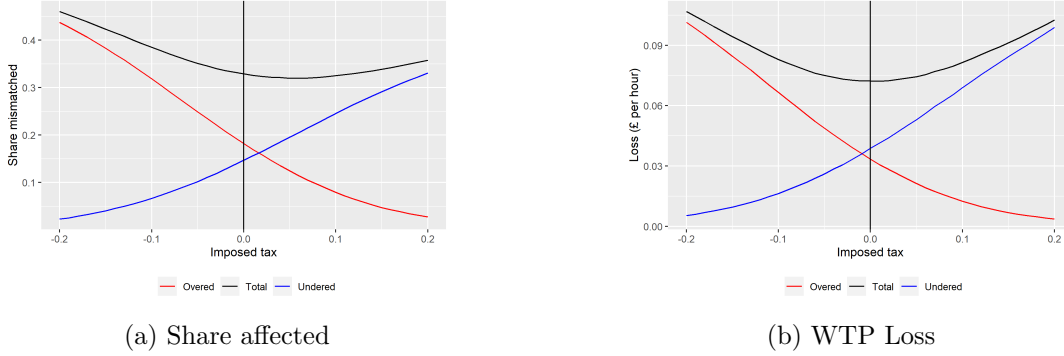 0.4
0.3
0.2
0.1
Share mismatched
-0.2 -0.1 0.0 0.1 0.2
Imposed tax
Overed Total Undered
(a) Share affected
0.09
0.06
0.03
0.00
Loss (£ per hour)
-0.2 -0.1 0.0 0.1 0.2
Imposed tax
Overed Total Undered
(b) WTP Loss